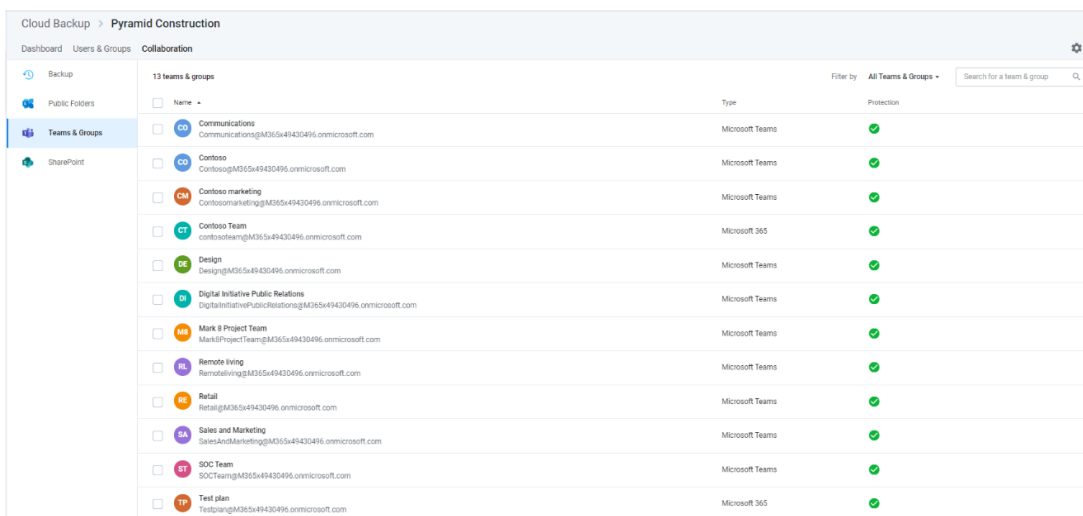 Cloud Backup > Pyramid Construction
Dashboard Users & Groups Collaboration
Backup
Public Folders
Teams & Groups
SharePoint
13 teams & groups
Filter by All Teams & Groups
Search for a team & group
Name Type Protection
CO Communications Microsoft Teams
Communications@M365x49430496.onmicrosoft.com
CO Contoso Microsoft Teams
Contoso@M365x49430496.onmicrosoft.com
CM Contoso marketing Microsoft Teams
Contosomarketing@M365x49430496.onmicrosoft.com
CT Contoso Team Microsoft 365
contosoteam@M365x49430496.onmicrosoft.com
DE Design Microsoft Teams
Design@M365x49430496.onmicrosoft.com
DI Digital Initiative Public Relations Microsoft Teams
DigitalInitiativePublicRelations@M365x49430496.onmicrosoft.com
M8 Mark 8 Project Team Microsoft Teams
Mark8ProjectTeam@M365x49430496.onmicrosoft.com
RL Remote living Microsoft Teams
Remoteliving@M365x49430496.onmicrosoft.com
RE Retail Microsoft Teams
Retail@M365x49430496.onmicrosoft.com
SA Sales and Marketing Microsoft Teams
SalesAndMarketing@M365x49430496.onmicrosoft.com
ST SOC Team Microsoft Teams
SOCTeam@M365x49430496.onmicrosoft.com
TP Test plan Microsoft 365
Testplan@M365x49430496.onmicrosoft.com